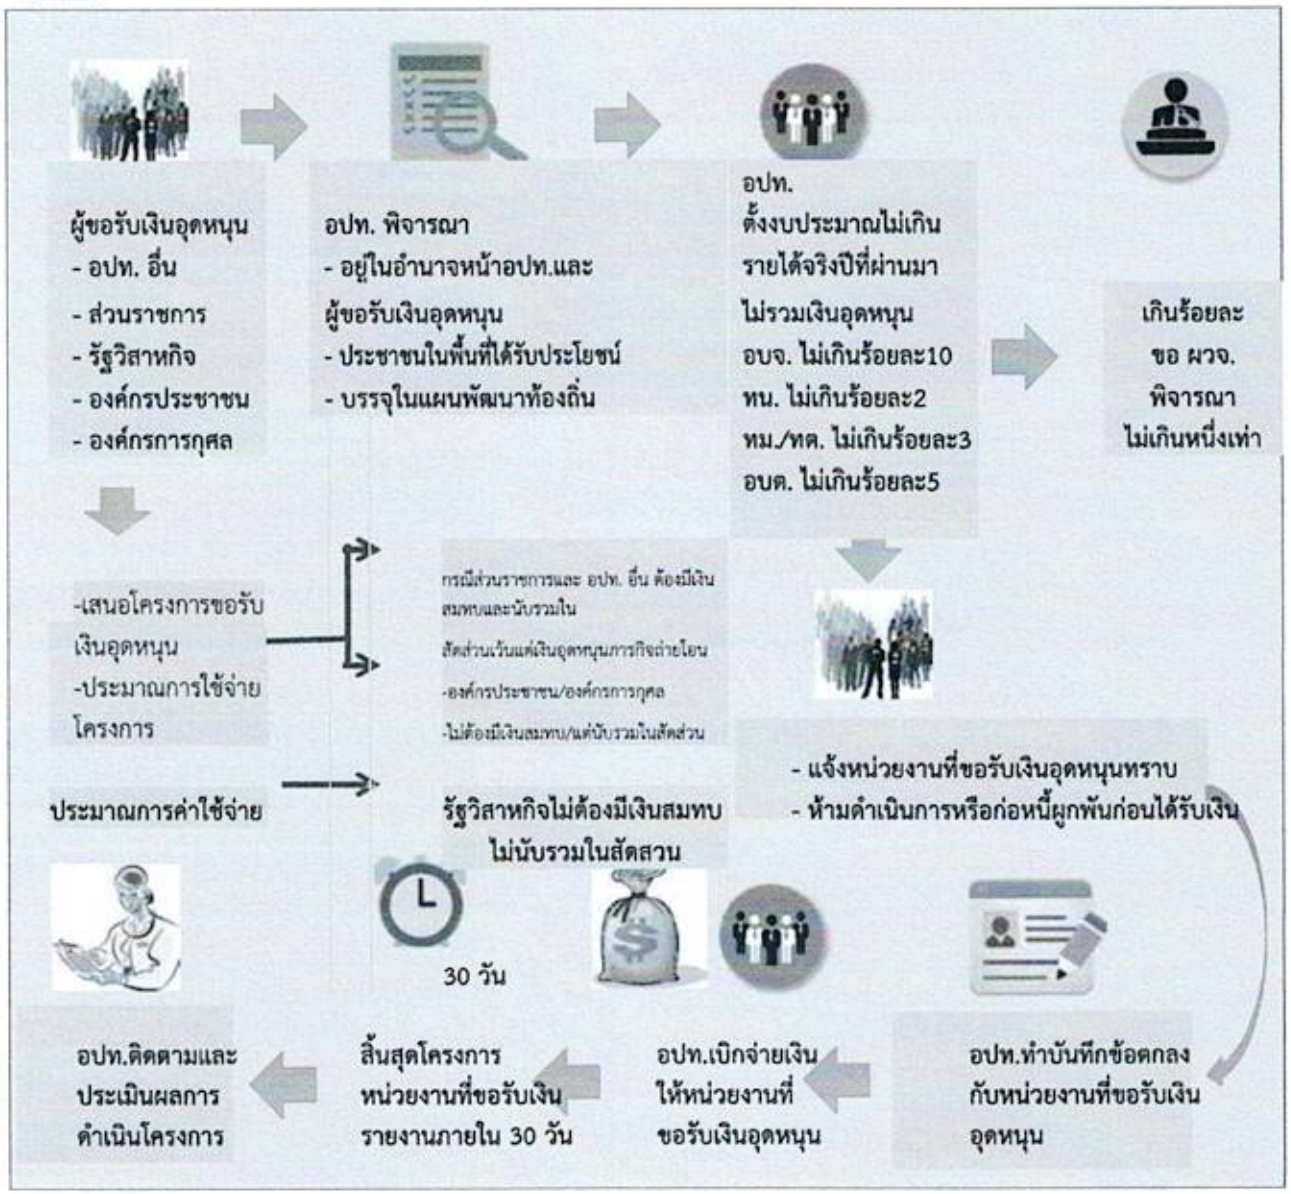 ผู้ขอรับเงินอุดหนุน
- อปท. อื่น
- ส่วนราชการ
- รัฐวิสาหกิจ
- องค์กรประชาชน
- องค์กรการกุศล
อปท. พิจารณา
- อยู่ในอำนาจหน้าอปท.และ
ผู้ขอรับเงินอุดหนุน
- ประชาชนในพื้นที่ได้รับประโยชน์
- บรรจุในแผนพัฒนาท้องถิ่น
อปท.
ตั้งงบประมาณไม่เกิน
รายได้จริงปีที่ผ่านมา
ไม่รวมเงินอุดหนุน
อบจ. ไม่เกินร้อยละ10
ทน. ไม่เกินร้อยละ2
ทม./ทต. ไม่เกินร้อยละ3
อบต. ไม่เกินร้อยละ5
เกินร้อยละ
ขอ ผวจ.
พิจารณา
ไม่เกินหนึ่งเท่า
-เสนอโครงการขอรับ
เงินอุดหนุน
-ประมาณการใช้จ่าย
โครงการ
กรณีส่วนราชการและ อปท. อื่น ต้องมีเงิน
สมทบและนับรวมใน
สัดส่วนเว้นแต่เงินอุดหนุนภารกิจถ่ายโอน
-องค์กรประชาชน/องค์กรการกุศล
-ไม่ต้องมีเงินสมทบ/แต่นับรวมในสัดส่วน
ประมาณการค่าใช้จ่าย
รัฐวิสาหกิจไม่ต้องมีเงินสมทบ
ไม่นับรวมในสัดสวน
- แจ้งหน่วยงานที่ขอรับเงินอุดหนุนทราบ
- ห้ามดำเนินการหรือก่อหนี้ผูกพันก่อนได้รับเงิน
30 วัน
อปท.ทำบันทึกข้อตกลง
กับหน่วยงานที่ขอรับเงิน
อุดหนุน
อปท.เบิกจ่ายเงิน
ให้หน่วยงานที่
ขอรับเงินอุดหนุน
สิ้นสุดโครงการ
หน่วยงานที่ขอรับเงิน
รายงานภายใน 30 วัน
อปท.ติดตามและ
ประเมินผลการ
ดำเนินโครงการ